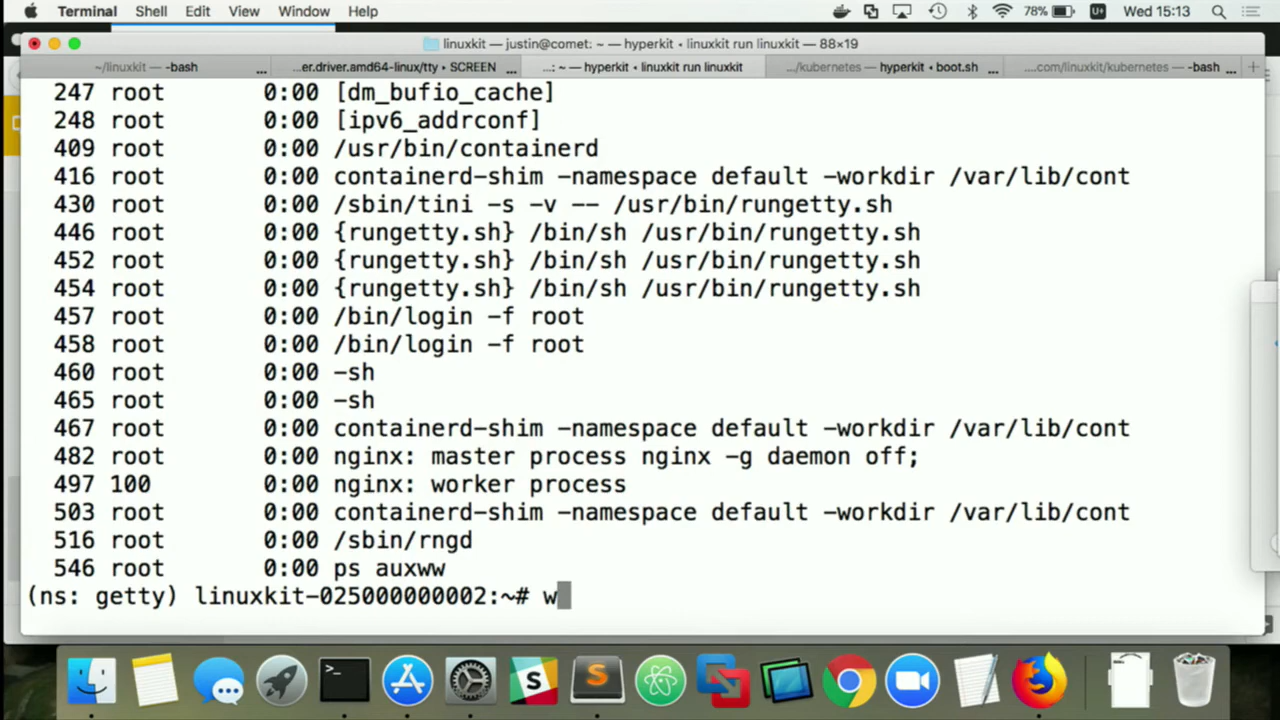 Terminal Shell Edit View Window Help 78% Wed 15:13
linuxkit — justin@comet: ~ — hyperkit • linuxkit run linuxkit — 88×19
~/linuxkit — -bash ... ...er.driver.amd64-linux/tty • SCREEN ... ...: ~ — hyperkit • linuxkit run linuxkit .../kubernetes — hyperkit • boot.sh ... ...com/linuxkit/kubernetes — -bash ... +
247 root 0:00 [dm_bufio_cache]
248 root 0:00 [ipv6_addrconf]
409 root 0:00 /usr/bin/containerd
416 root 0:00 containerd-shim -namespace default -workdir /var/lib/cont
430 root 0:00 /sbin/tini -s -v -- /usr/bin/rungetty.sh
446 root 0:00 {rungetty.sh} /bin/sh /usr/bin/rungetty.sh
452 root 0:00 {rungetty.sh} /bin/sh /usr/bin/rungetty.sh
454 root 0:00 {rungetty.sh} /bin/sh /usr/bin/rungetty.sh
457 root 0:00 /bin/login -f root
458 root 0:00 /bin/login -f root
460 root 0:00 -sh
465 root 0:00 -sh
467 root 0:00 containerd-shim -namespace default -workdir /var/lib/cont
482 root 0:00 nginx: master process nginx -g daemon off;
497 100 0:00 nginx: worker process
503 root 0:00 containerd-shim -namespace default -workdir /var/lib/cont
516 root 0:00 /sbin/rngd
546 root 0:00 ps auxww
(ns: getty) linuxkit-025000000002:~# w